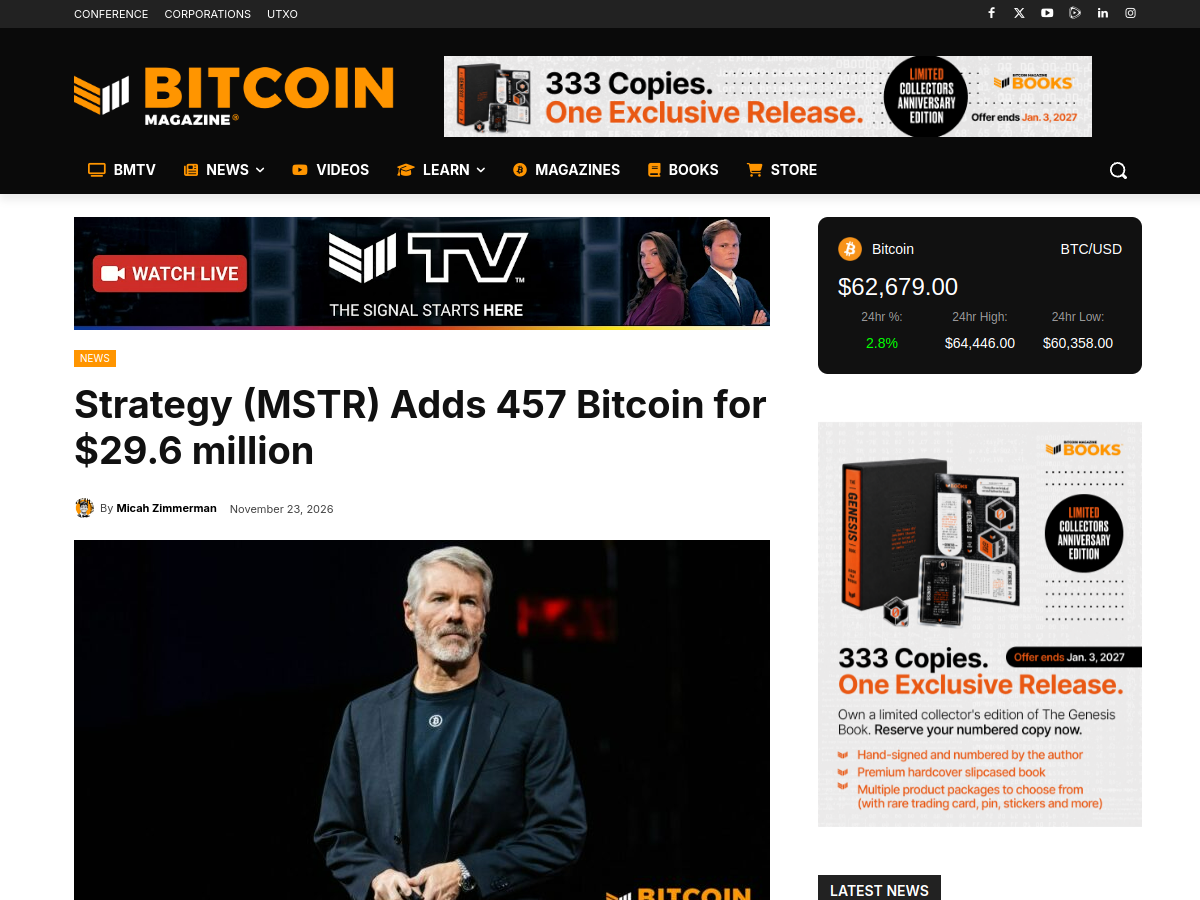 CONFERENCE CORPORATIONS UTXO
BITCOIN
MAGAZINE
333 Copies.
One Exclusive Release.
LIMITED
COLLECTORS
ANNIVERSARY
EDITION
BITCOIN MAGAZINE
BOOKS
Offer ends Jan. 3, 2027
BMTV NEWS VIDEOS LEARN MAGAZINES BOOKS STORE
WATCH LIVE
TV™
THE SIGNAL STARTS HERE
NEWS
Strategy (MSTR) Adds 457 Bitcoin for
$29.6 million
By Micah Zimmerman November 23, 2026
BITCOIN
Bitcoin BTC/USD
$62,679.00
24hr %: 24hr High: 24hr Low:
2.8% $64,446.00 $60,358.00
BITCOIN MAGAZINE
BOOKS
GENESIS
LIMITED
COLLECTORS
ANNIVERSARY
EDITION
333 Copies.
Offer ends Jan. 3, 2027
One Exclusive Release.
Own a limited collector's edition of The Genesis
Book. Reserve your numbered copy now.
Hand-signed and numbered by the author
Premium hardcover slipcased book
Multiple product packages to choose from
(with rare trading card, pin, stickers and more)
LATEST NEWS